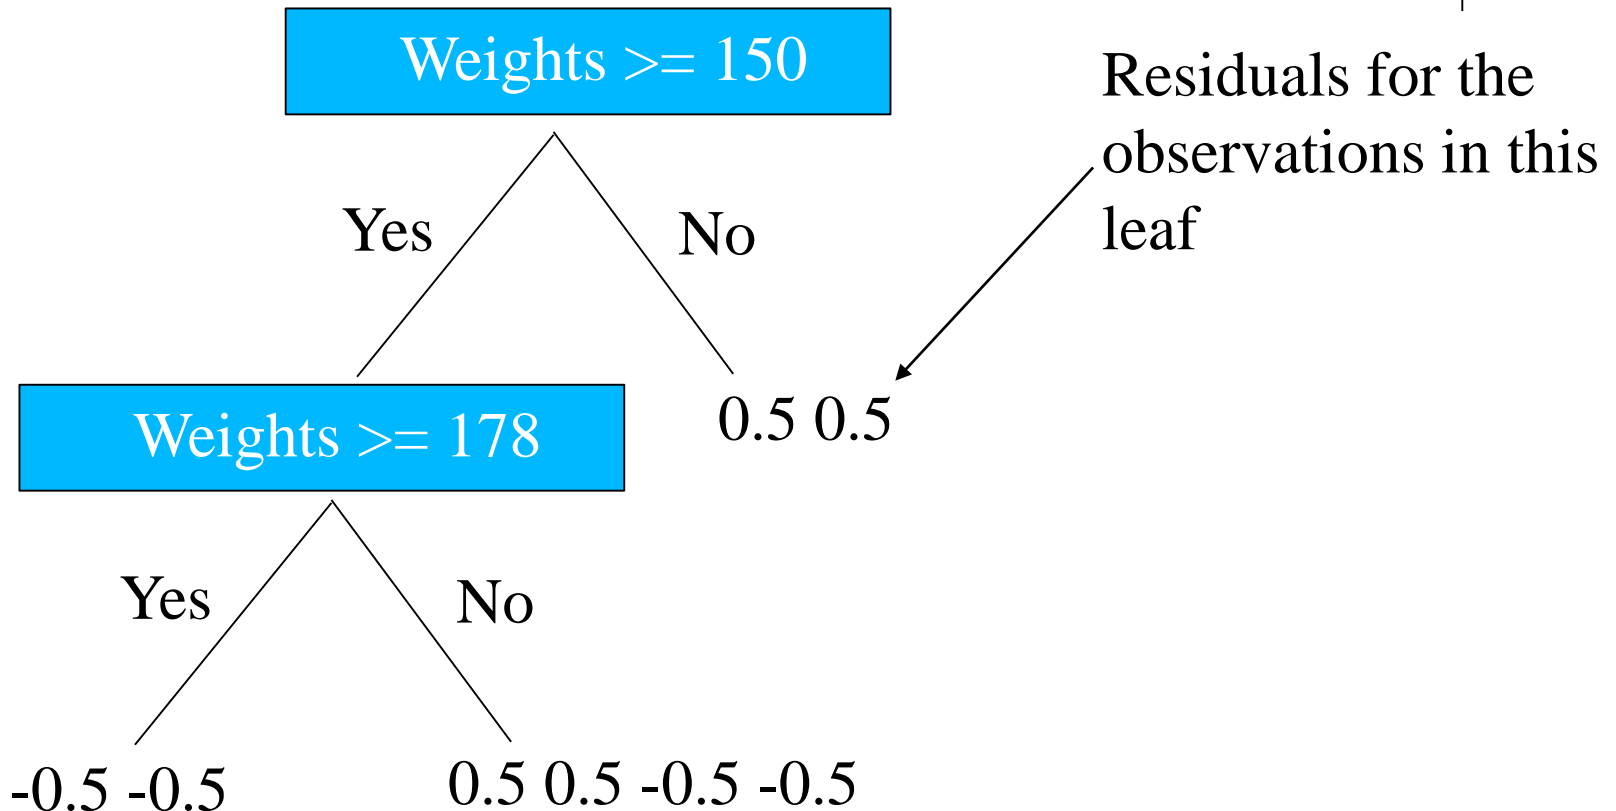 Weights >= 150
Residuals for the
observations in this
leaf
Yes
No
Weights >= 178
0.5 0.5
Yes
No
-0.5 -0.5
0.5 0.5 -0.5 -0.5